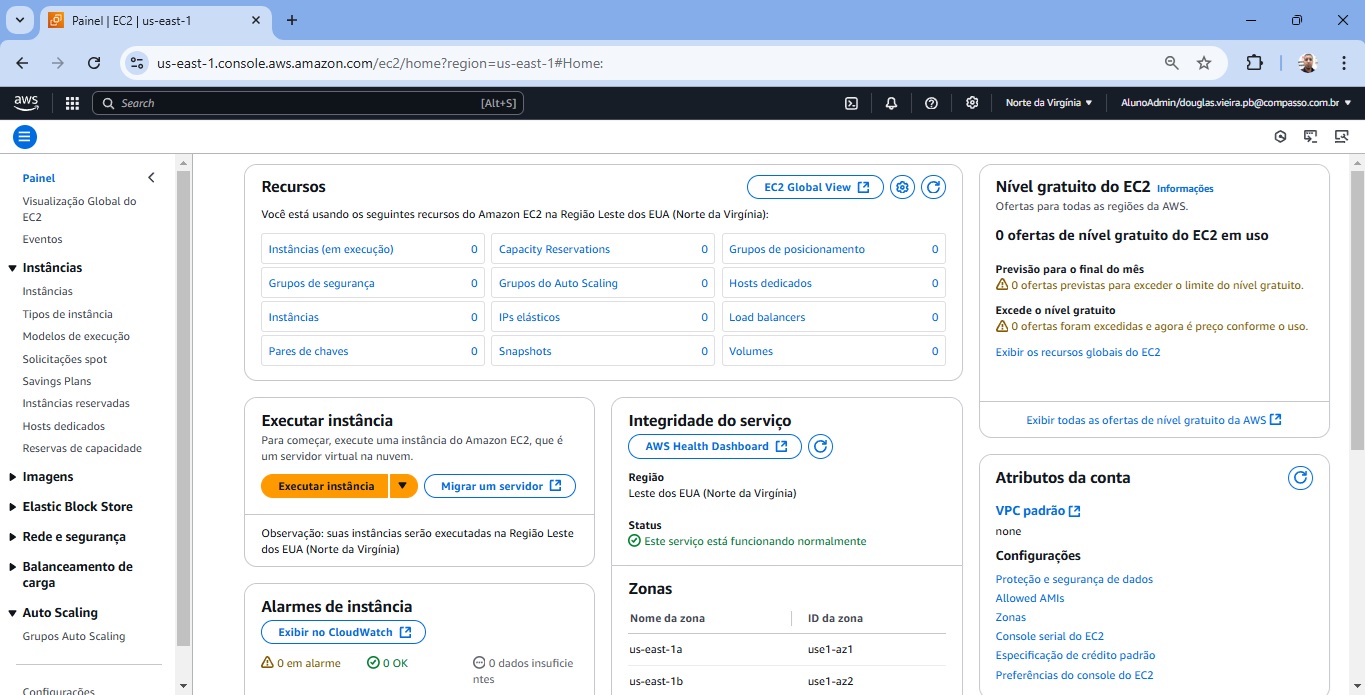 Painel | EC2 | us-east-1
us-east-1.console.aws.amazon.com/ec2/home?region=us-east-1#Home:
aws
Search
[Alt+S]
Norte da Virgínia
AlunoAdmin/douglas.vieira.pb@compasso.com.br
Painel
Visualização Global do
EC2
Eventos
Instâncias
Instâncias
Tipos de instância
Modelos de execução
Solicitações spot
Savings Plans
Instâncias reservadas
Hosts dedicados
Reservas de capacidade
Imagens
Elastic Block Store
Rede e segurança
Balanceamento de
carga
Auto Scaling
Grupos Auto Scaling
Configurações
Recursos
EC2 Global View
Você está usando os seguintes recursos do Amazon EC2 na Região Leste dos EUA (Norte da Virgínia):
Instâncias (em execução) 0
Capacity Reservations 0
Grupos de posicionamento 0
Grupos de segurança 0
Grupos do Auto Scaling 0
Hosts dedicados 0
Instâncias 0
IPs elásticos 0
Load balancers 0
Pares de chaves 0
Snapshots 0
Volumes 0
Executar instância
Para começar, execute uma instância do Amazon EC2, que é
um servidor virtual na nuvem.
Executar instância
Migrar um servidor
Observação: suas instâncias serão executadas na Região Leste
dos EUA (Norte da Virgínia)
Alarmes de instância
Exibir no CloudWatch
0 em alarme
0 OK
0 dados insuficie
ntes
Integridade do serviço
AWS Health Dashboard
Região
Leste dos EUA (Norte da Virgínia)
Status
Este serviço está funcionando normalmente
Zonas
Nome da zona
ID da zona
us-east-1a
use1-az1
us-east-1b
use1-az2
Nível gratuito do EC2 Informações
Ofertas para todas as regiões da AWS.
0 ofertas de nível gratuito do EC2 em uso
Previsão para o final do mês
0 ofertas previstas para exceder o limite do nível gratuito.
Excede o nível gratuito
0 ofertas foram excedidas e agora é preço conforme o uso.
Exibir os recursos globais do EC2
Exibir todas as ofertas de nível gratuito da AWS
Atributos da conta
VPC padrão
none
Configurações
Proteção e segurança de dados
Allowed AMIs
Zonas
Console serial do EC2
Especificação de crédito padrão
Preferências do console do EC2